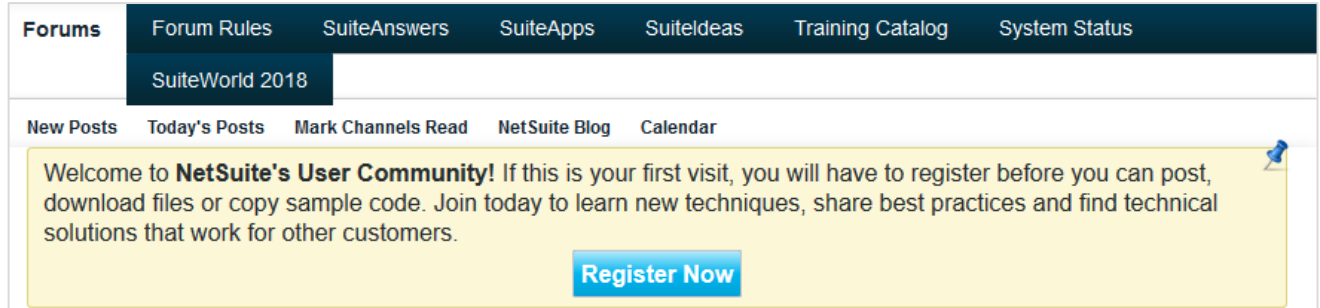 Forums Forum Rules SuiteAnswers SuiteApps SuiteIdeas Training Catalog System Status
SuiteWorld 2018
New Posts Today's Posts Mark Channels Read NetSuite Blog Calendar
Welcome to NetSuite's User Community! If this is your first visit, you will have to register before you can post,
download files or copy sample code. Join today to learn new techniques, share best practices and find technical
solutions that work for other customers.
Register Now